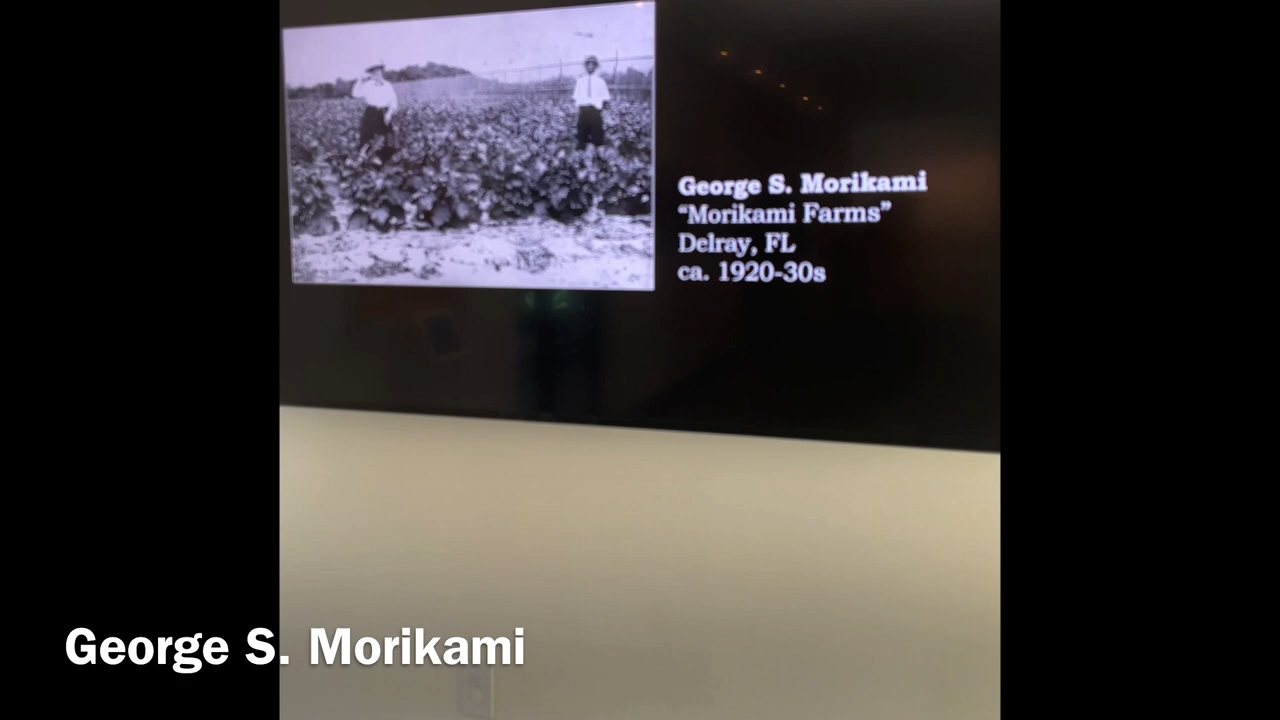 George S. Morikami
“Morikami Farms”
Delray, FL
ca. 1920-30s
George S. Morikami